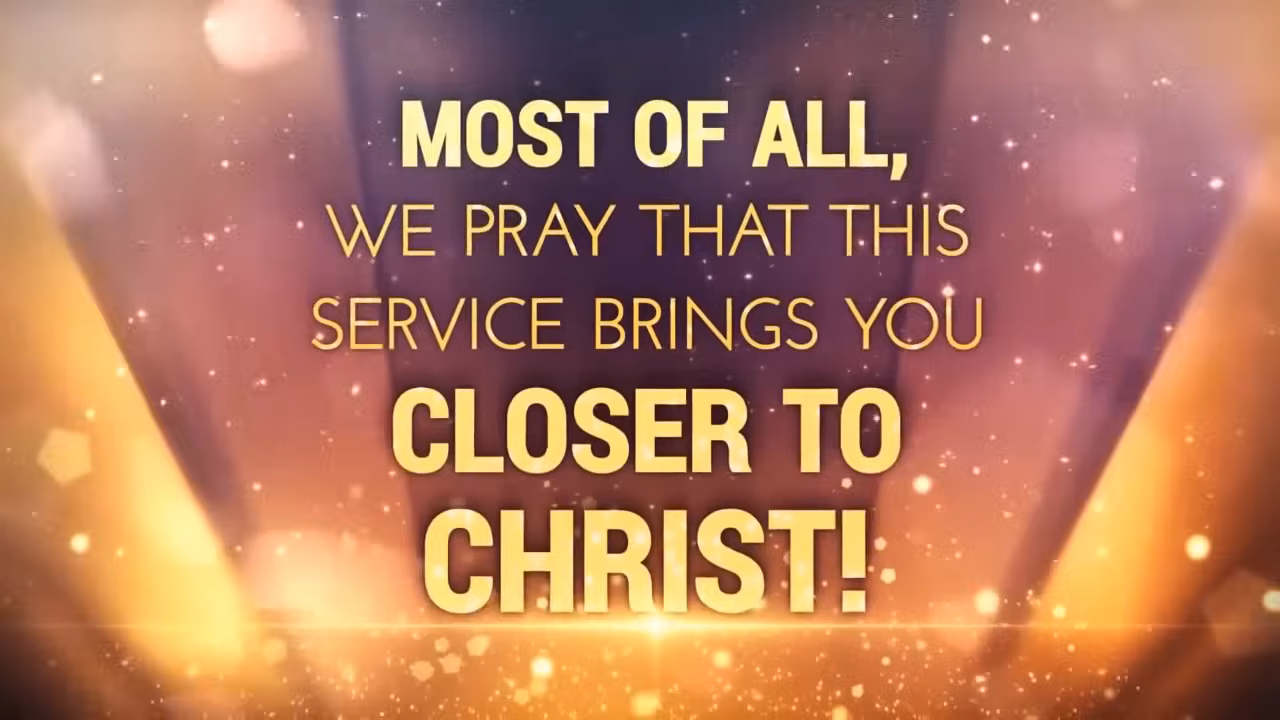 MOST OF ALL,
WE PRAY THAT THIS
SERVICE BRINGS YOU
CLOSER TO
CHRIST!